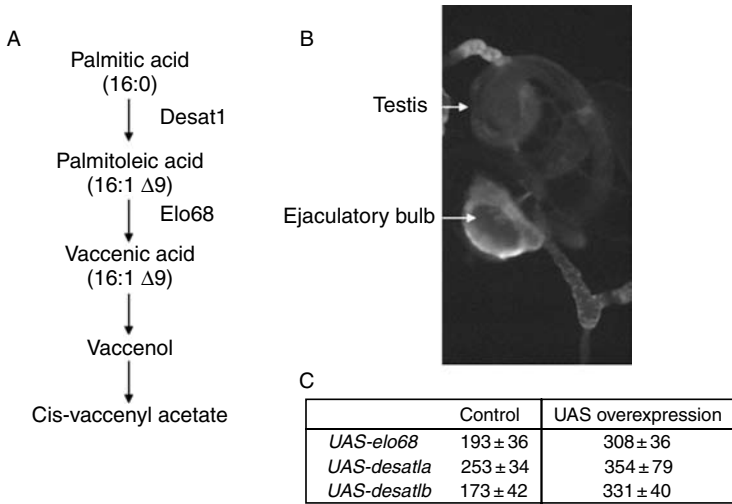 A
Palmitic acid
(16:0)
Desat1
Palmitoleic acid
(16:1 Δ9)
Elo68
Vaccenic acid
(16:1 Δ9)
Vaccenol
Cis-vaccenyl acetate
B
Testis
Ejaculatory bulb
C
Control UAS overexpression
UAS-elo68 193 ± 36 308 ± 36
UAS-desatla 253 ± 34 354 ± 79
UAS-desatlb 173 ± 42 331 ± 40